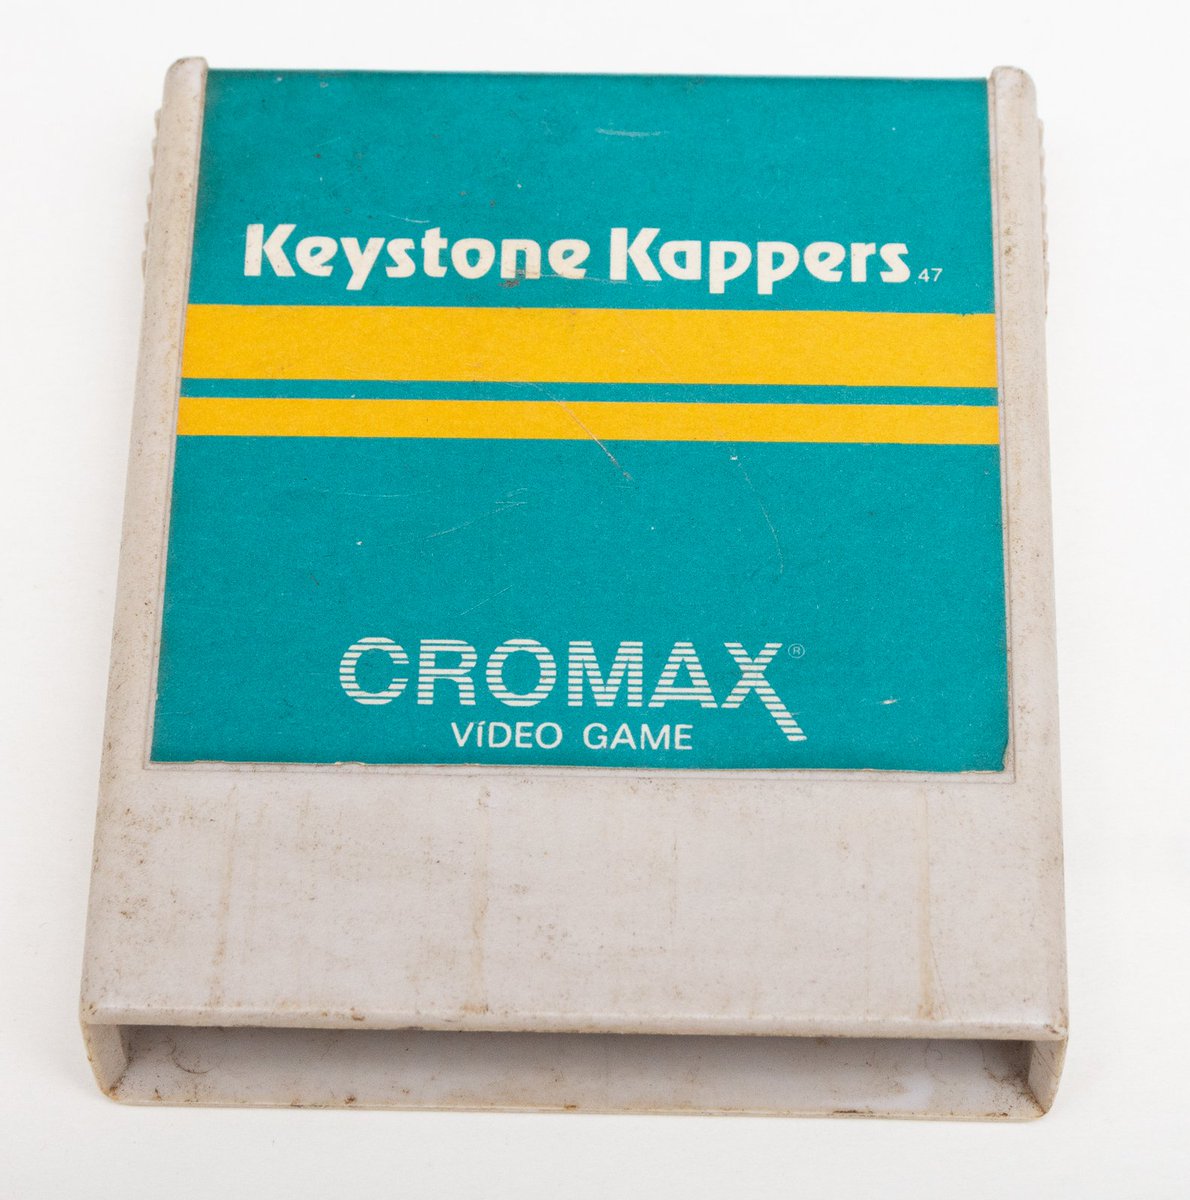 Keystone Kappers 47
CROMAX®
VíDEO GAME